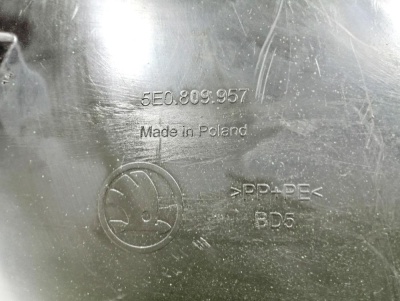 5E0.809.957
Made in Poland
>PP+PE<
BD5